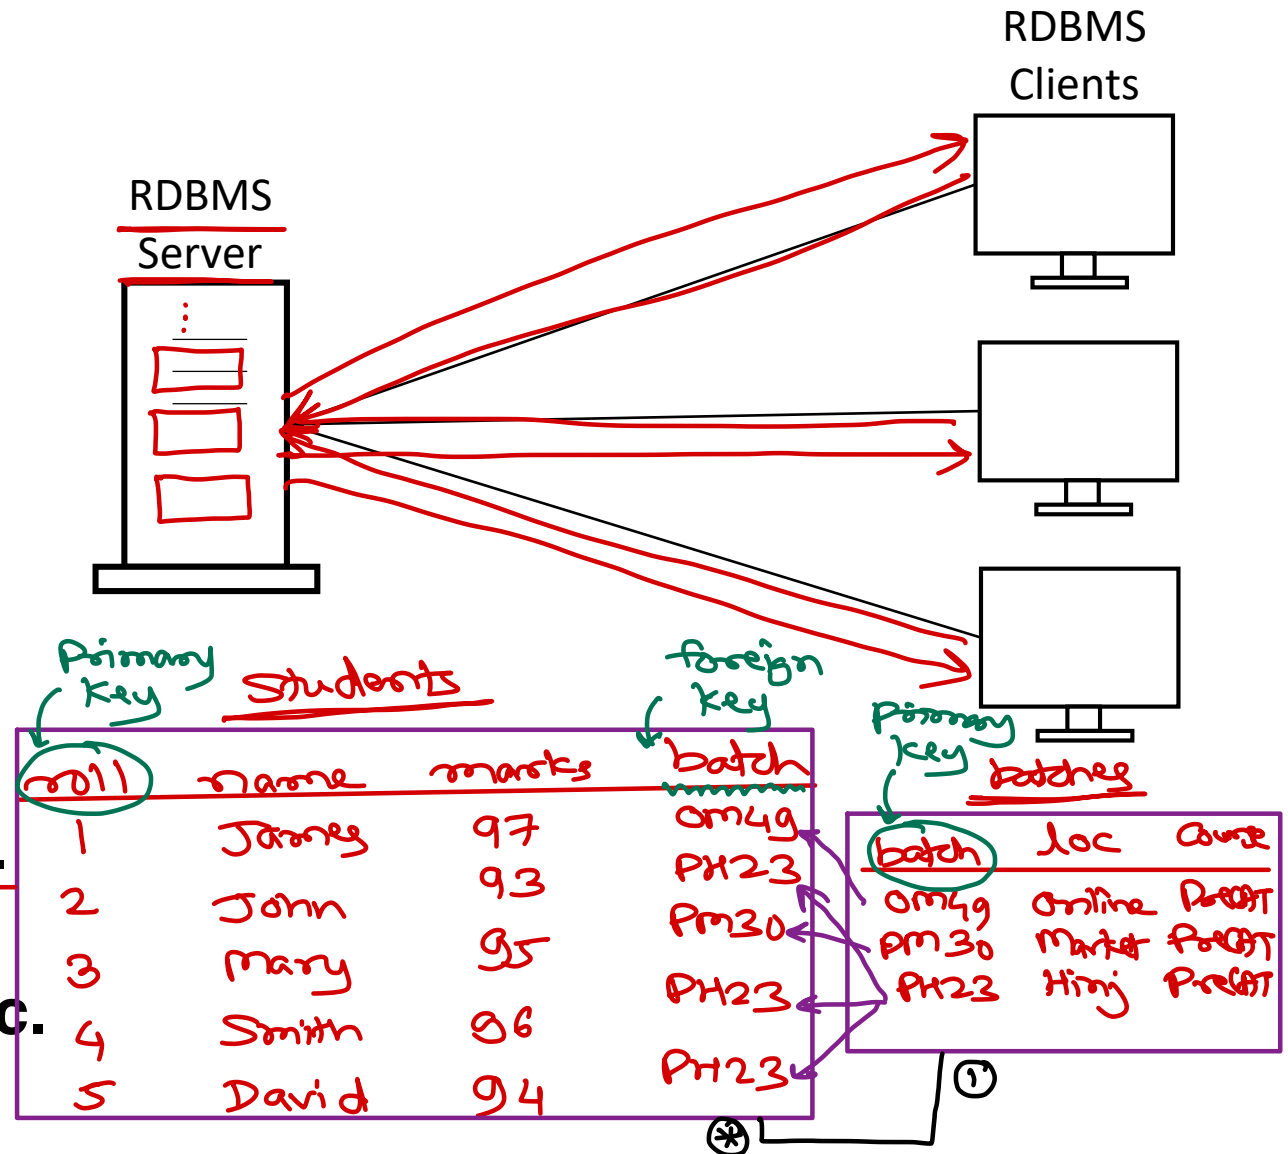 RDBMS
Clients
RDBMS
Server
Primary
Key
Students
foreign
key
Primary
key
batches
roll name marks batch
1 James 97 OM49
2 John 93 PH23
3 Mary 95 PM30
4 Smith 96 PH23
5 David 94 PH23
batch loc Course
OM49 Online PreCAT
PM30 Market PreCAT
PH23 Hinj PreCAT
c.
1
*